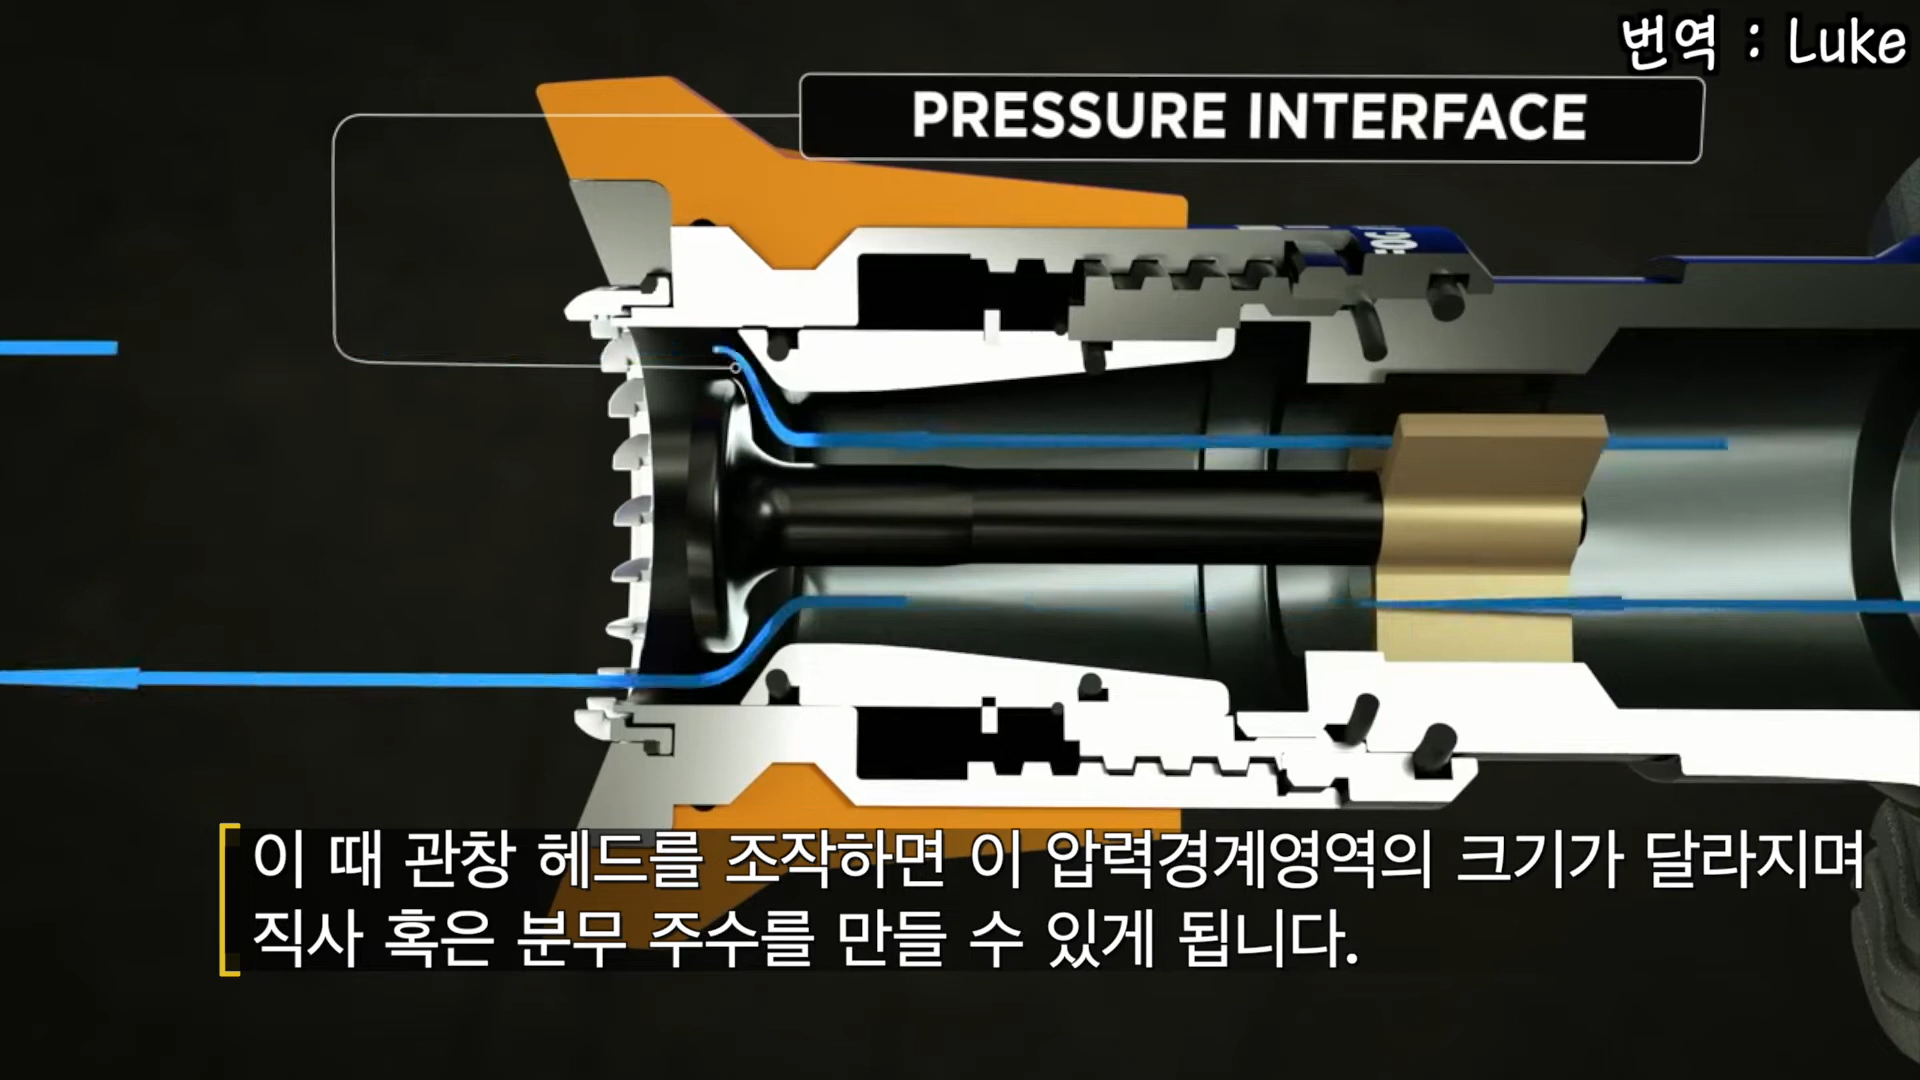 번역 : Luke
PRESSURE INTERFACE
이 때 관창 헤드를 조작하면 이 압력경계영역의 크기가 달라지며
직사 혹은 분무 주수를 만들 수 있게 됩니다.